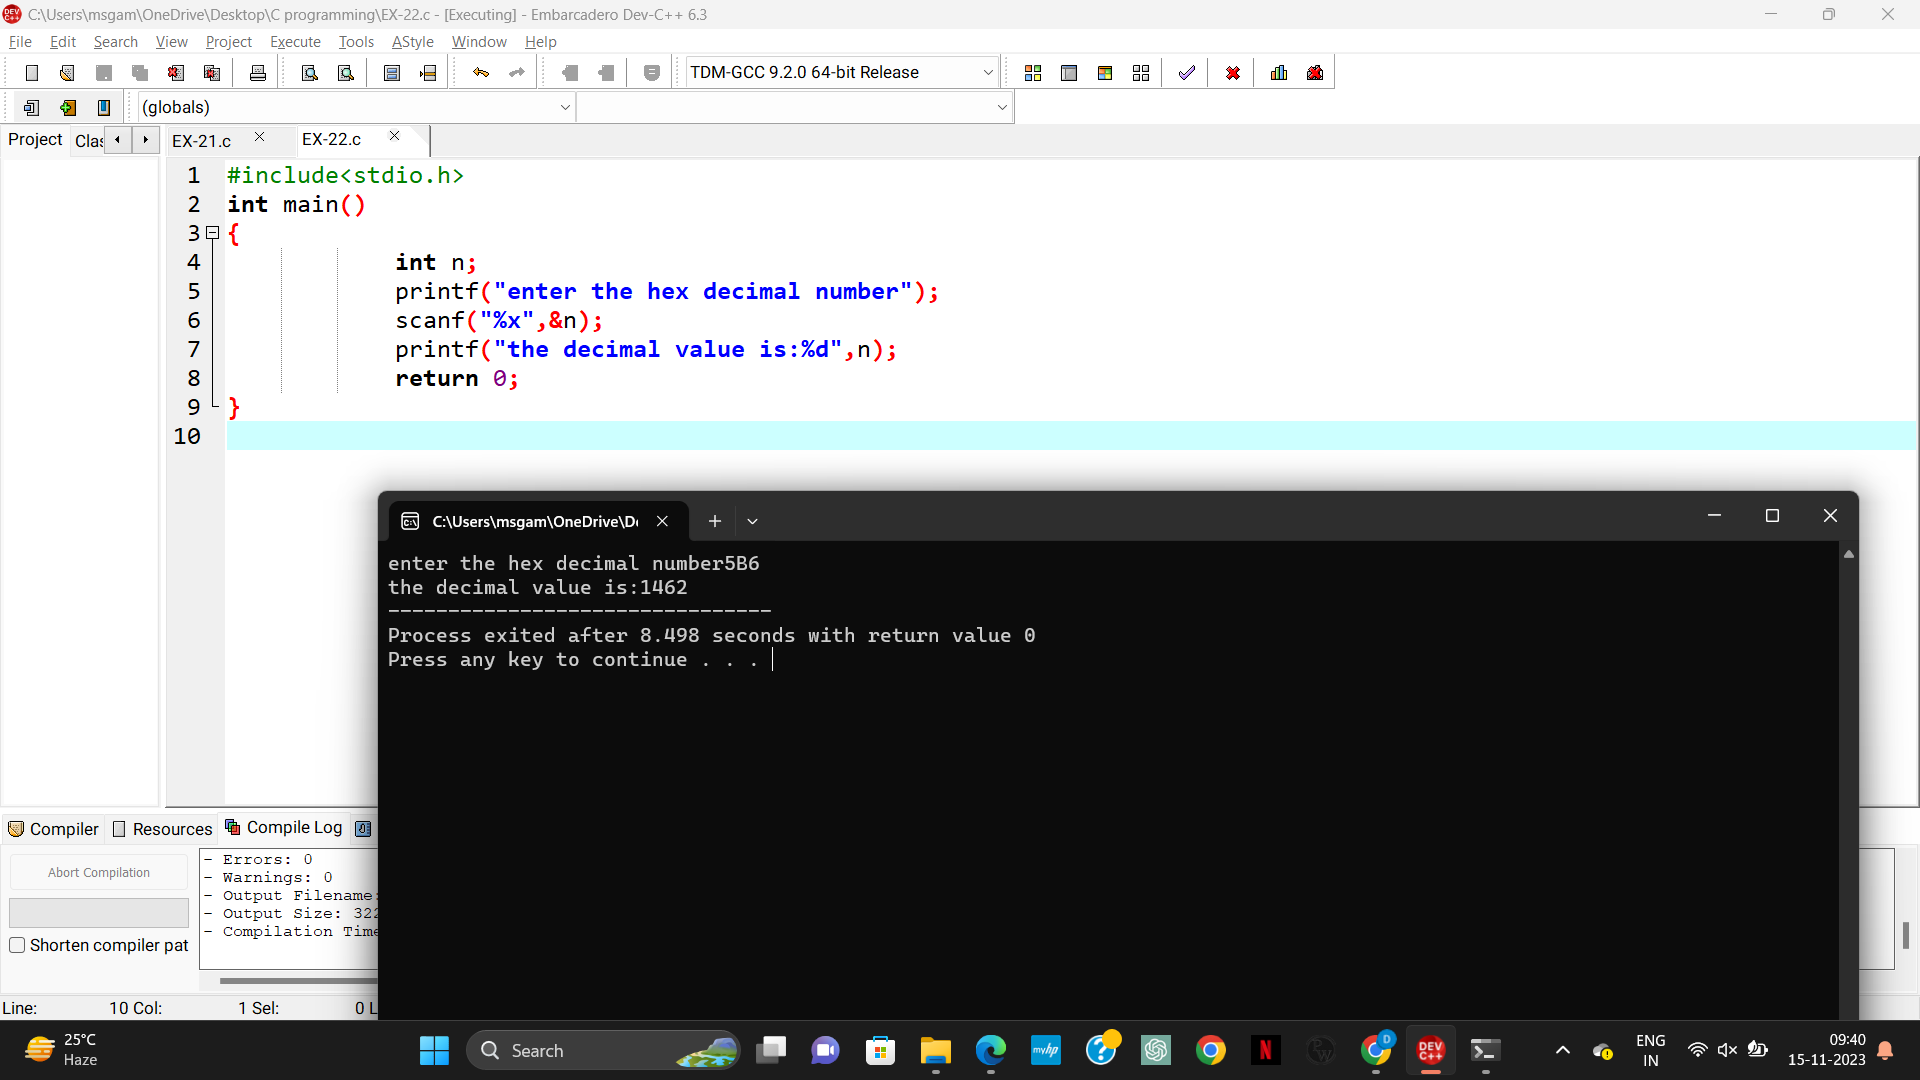 C:\Users\msgam\OneDrive\Desktop\C programming\EX-22.c - [Executing] - Embarcadero Dev-C++ 6.3
File Edit Search View Project Execute Tools AStyle Window Help
TDM-GCC 9.2.0 64-bit Release
(globals)
Project Clas EX-21.c EX-22.c
1 #include<stdio.h>
2 int main()
3 {
4 int n;
5 printf("enter the hex decimal number");
6 scanf("%x",&n);
7 printf("the decimal value is:%d",n);
8 return 0;
9 }
10
C:\Users\msgam\OneDrive\De
enter the hex decimal number5B6
the decimal value is:1462
--------------------------------
Process exited after 8.498 seconds with return value 0
Press any key to continue . . .
Compiler Resources Compile Log
Abort Compilation
Shorten compiler pat
- Errors: 0
- Warnings: 0
- Output Filename:
- Output Size: 322
- Compilation Time
Line: 10 Col: 1 Sel: 0 L
25°C
Haze
Search
myhp
D
DEV C++
ENG
IN
09:40
15-11-2023